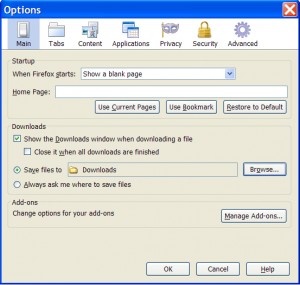 Options
Main Tabs Content Applications Privacy Security Advanced
Startup
When Firefox starts: Show a blank page
Home Page:
Use Current Pages Use Bookmark Restore to Default
Downloads
Show the Downloads window when downloading a file
Close it when all downloads are finished
Save files to Downloads Browse...
Always ask me where to save files
Add-ons
Change options for your add-ons Manage Add-ons...
OK Cancel Help